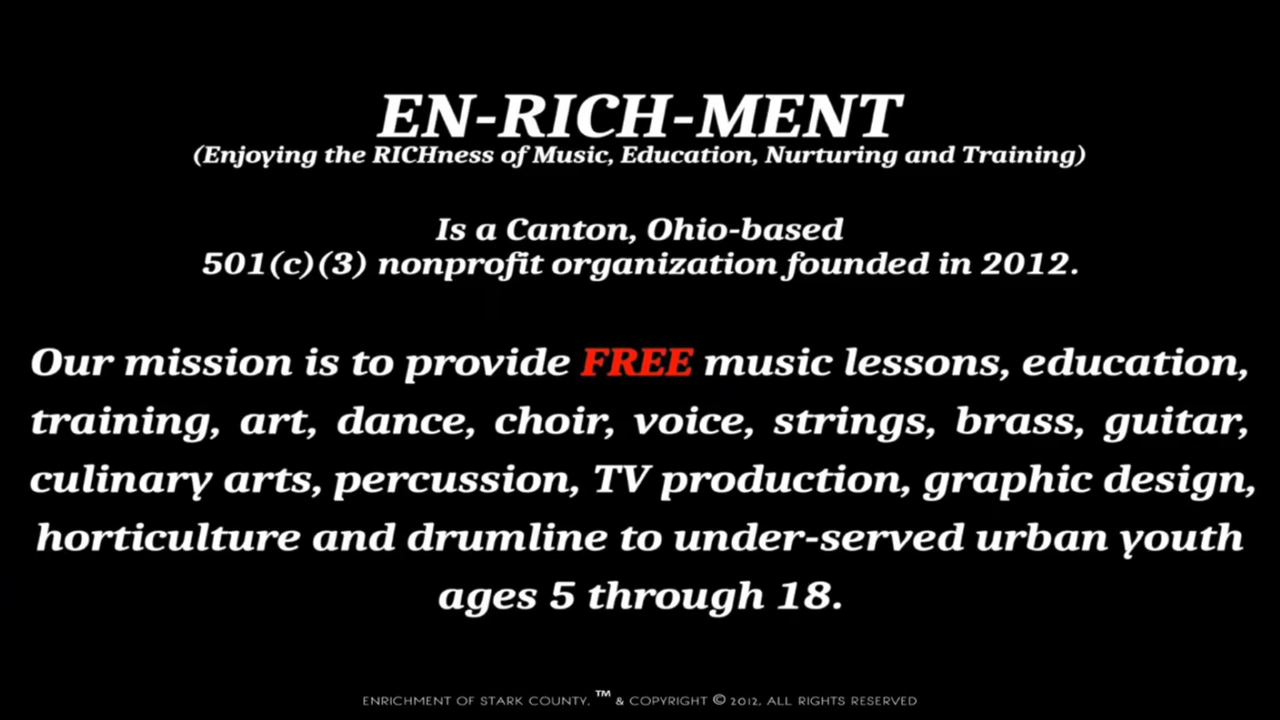 EN-RICH-MENT
(Enjoying the RICHness of Music, Education, Nurturing and Training)
Is a Canton, Ohio-based
501(c)(3) nonprofit organization founded in 2012.
Our mission is to provide FREE music lessons, education,
training, art, dance, choir, voice, strings, brass, guitar,
culinary arts, percussion, TV production, graphic design,
horticulture and drumline to under-served urban youth
ages 5 through 18.
ENRICHMENT OF STARK COUNTY. ™ & COPYRIGHT © 2012. ALL RIGHTS RESERVED